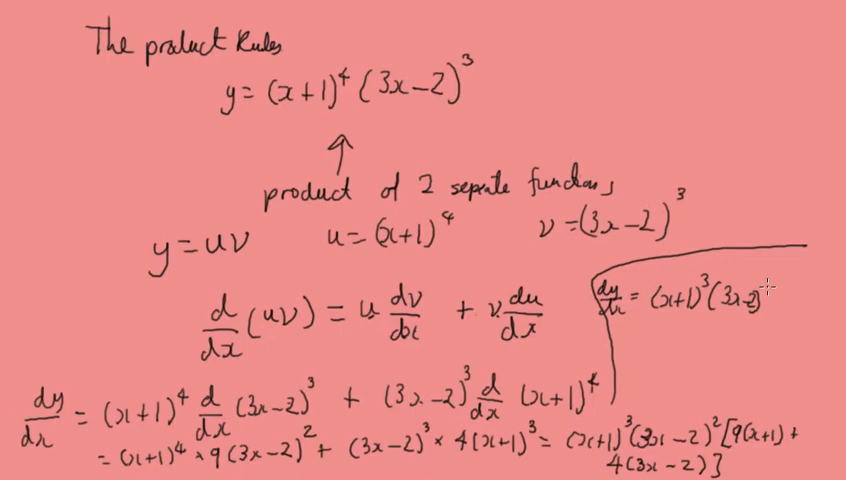 The product Rules
y = (x+1)^4 (3x-2)^3
product of 2 seprate functions
y = uv u = (x+1)^4 v = (3x-2)^3
d/dx (uv) = u dv/dx + v du/dx
dy/dx = (x+1)^3 (3x-2)
dy/dx = (x+1)^4 d/dx (3x-2)^3 + (3x-2)^3 d/dx (x+1)^4
= (x+1)^4 × 9(3x-2)^2 + (3x-2)^3 × 4(x+1)^3 = (x+1)^3 (3x-2)^2 [9(x+1) +
4(3x-2)]